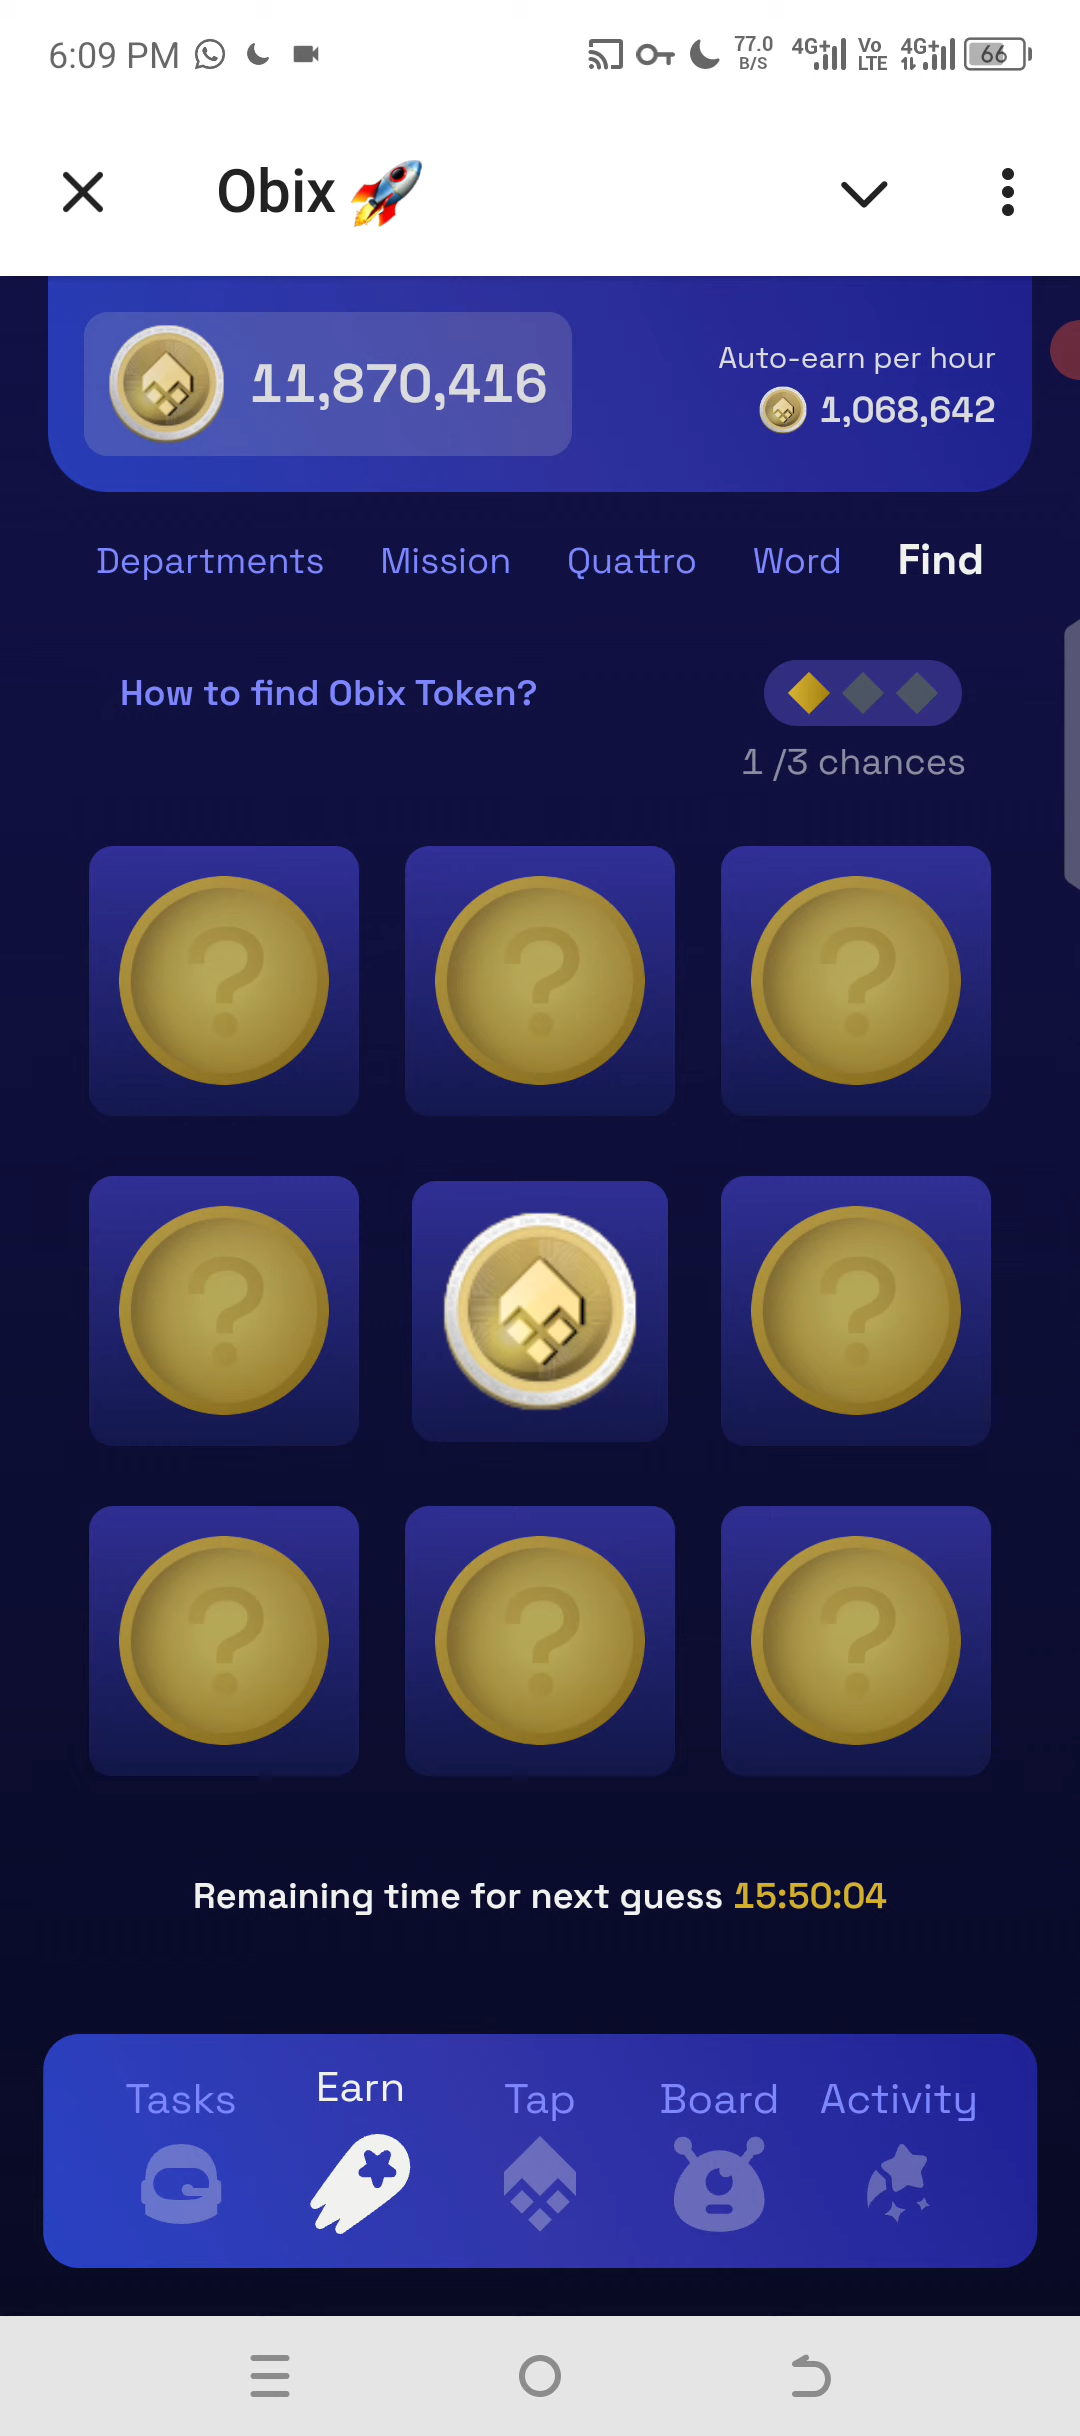 6:09 PM
77.0
B/S
4G+
Vo
LTE
4G+
66
Obix 🚀
11,870,416
Auto-earn per hour
1,068,642
Departments Mission Quattro Word Find
How to find Obix Token?
1 /3 chances
? ? ?
? ?
? ? ?
Remaining time for next guess 15:50:04
Tasks Earn Tap Board Activity